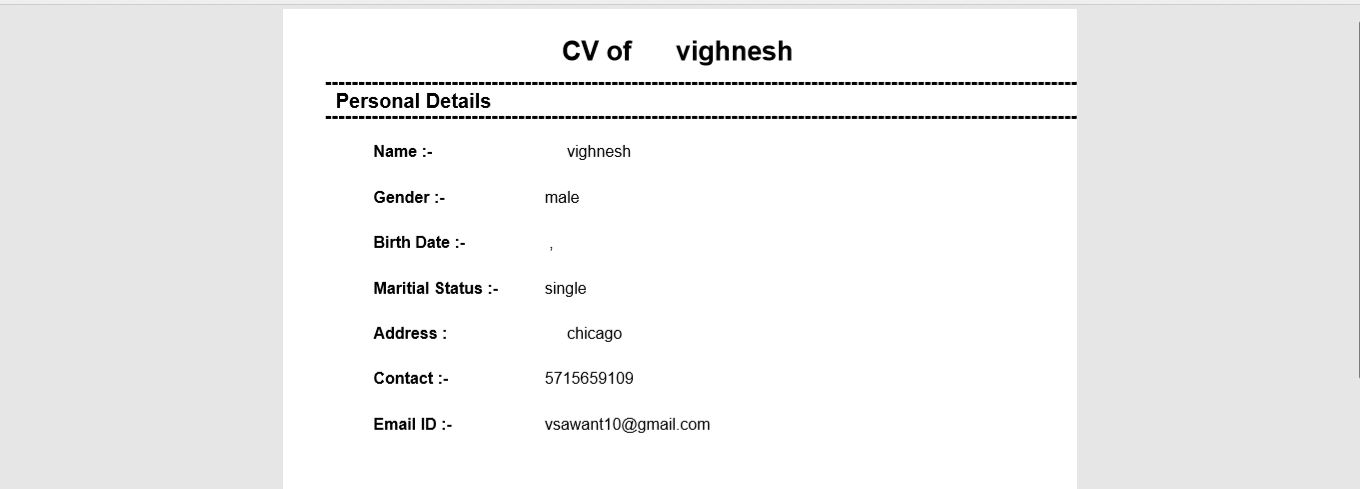 CV of vighnesh
Personal Details
Name :- vighnesh
Gender :- male
Birth Date :- ,
Maritial Status :- single
Address : chicago
Contact :- 5715659109
Email ID :- vsawant10@gmail.com